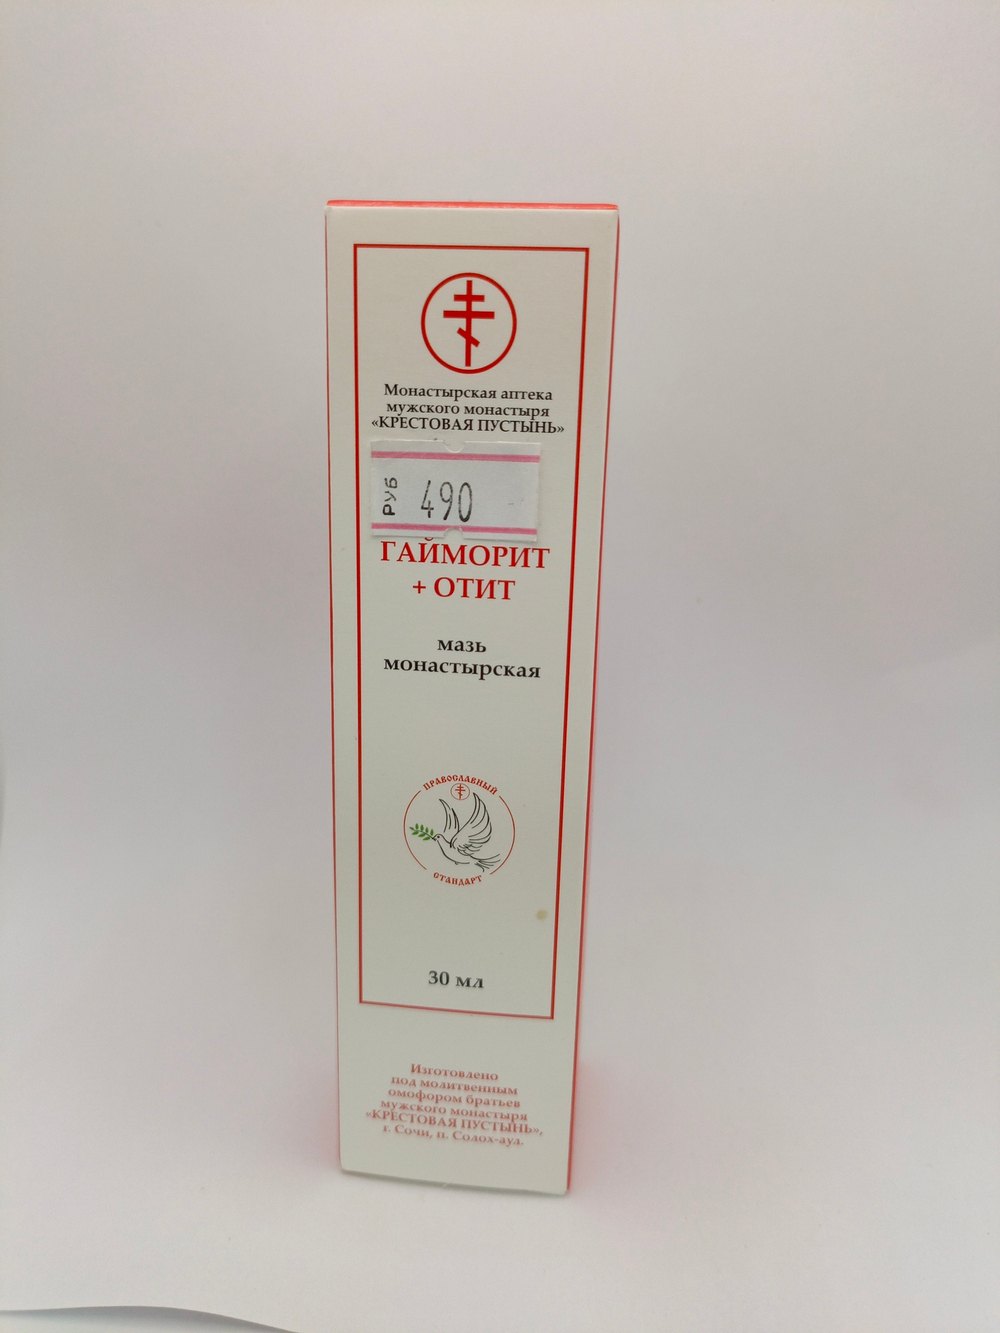 Монастырская аптека
мужского монастыря
«КРЕСТОВАЯ ПУСТЫНЬ»
РУБ 490
ГАЙМОРИТ
+ ОТИТ
мазь
монастырская
ПРАВОСЛАВНЫЙ
СТАНДАРТ
30 мл
Изготовлено
под молитвенным
омофором братьев
мужского монастыря
«КРЕСТОВАЯ ПУСТЫНЬ»,
г. Сочи, п. Солох-аул.